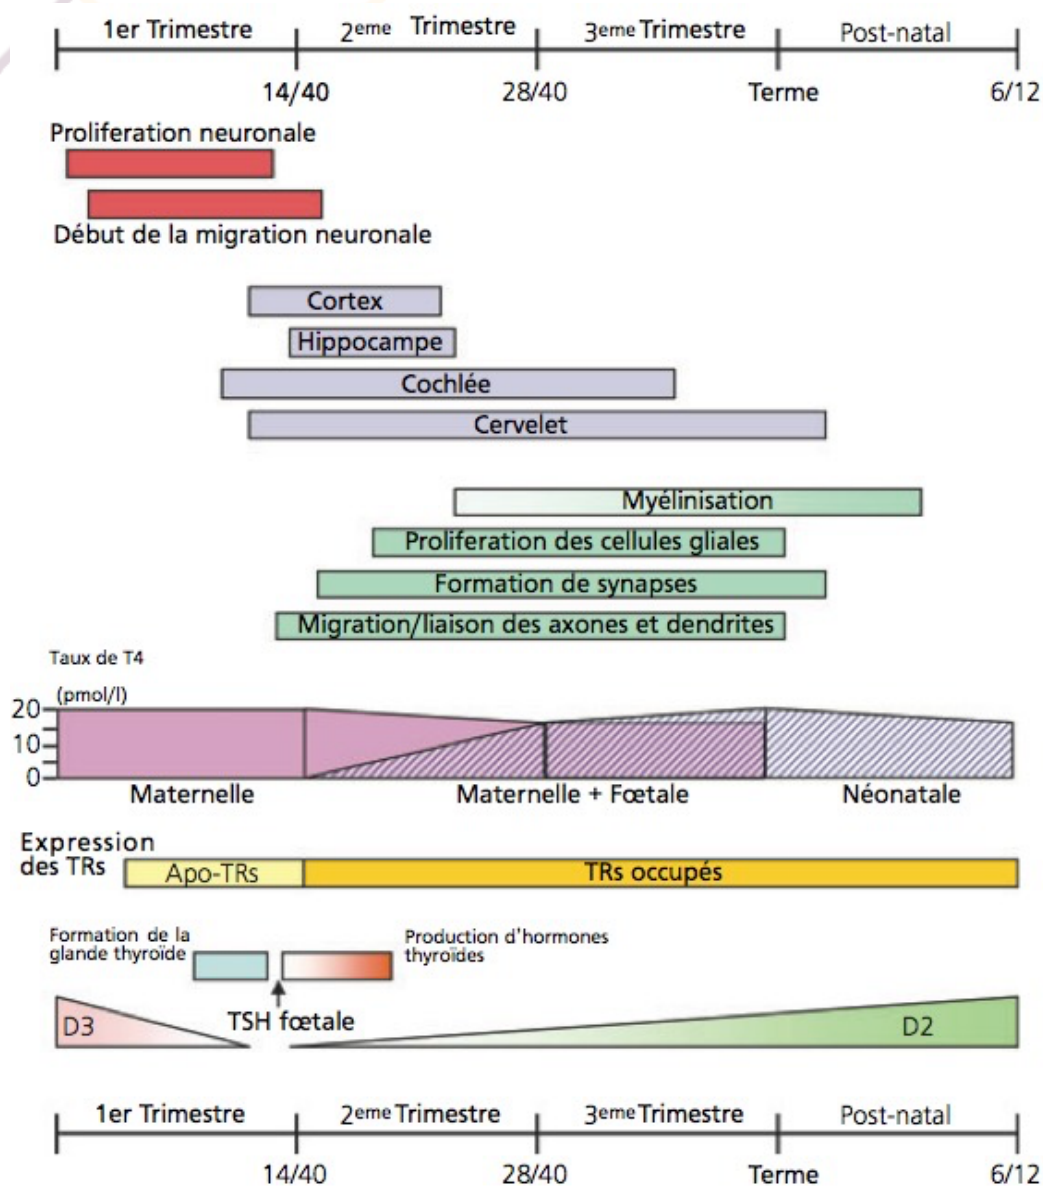 1er Trimestre 2eme Trimestre 3eme Trimestre Post-natal
14/40 28/40 Terme 6/12
Proliferation neuronale
Début de la migration neuronale
Cortex
Hippocampe
Cochlée
Cervelet
Myélinisation
Proliferation des cellules gliales
Formation de synapses
Migration/liaison des axones et dendrites
Taux de T4
(pmol/l)
20
10
0
Maternelle Maternelle + Fœtale Néonatale
Expression
des TRs
Apo-TRs TRs occupés
Formation de la
glande thyroïde
Production d'hormones
thyroïdes
TSH fœtale
D3 D2
1er Trimestre 2eme Trimestre 3eme Trimestre Post-natal
14/40 28/40 Terme 6/12